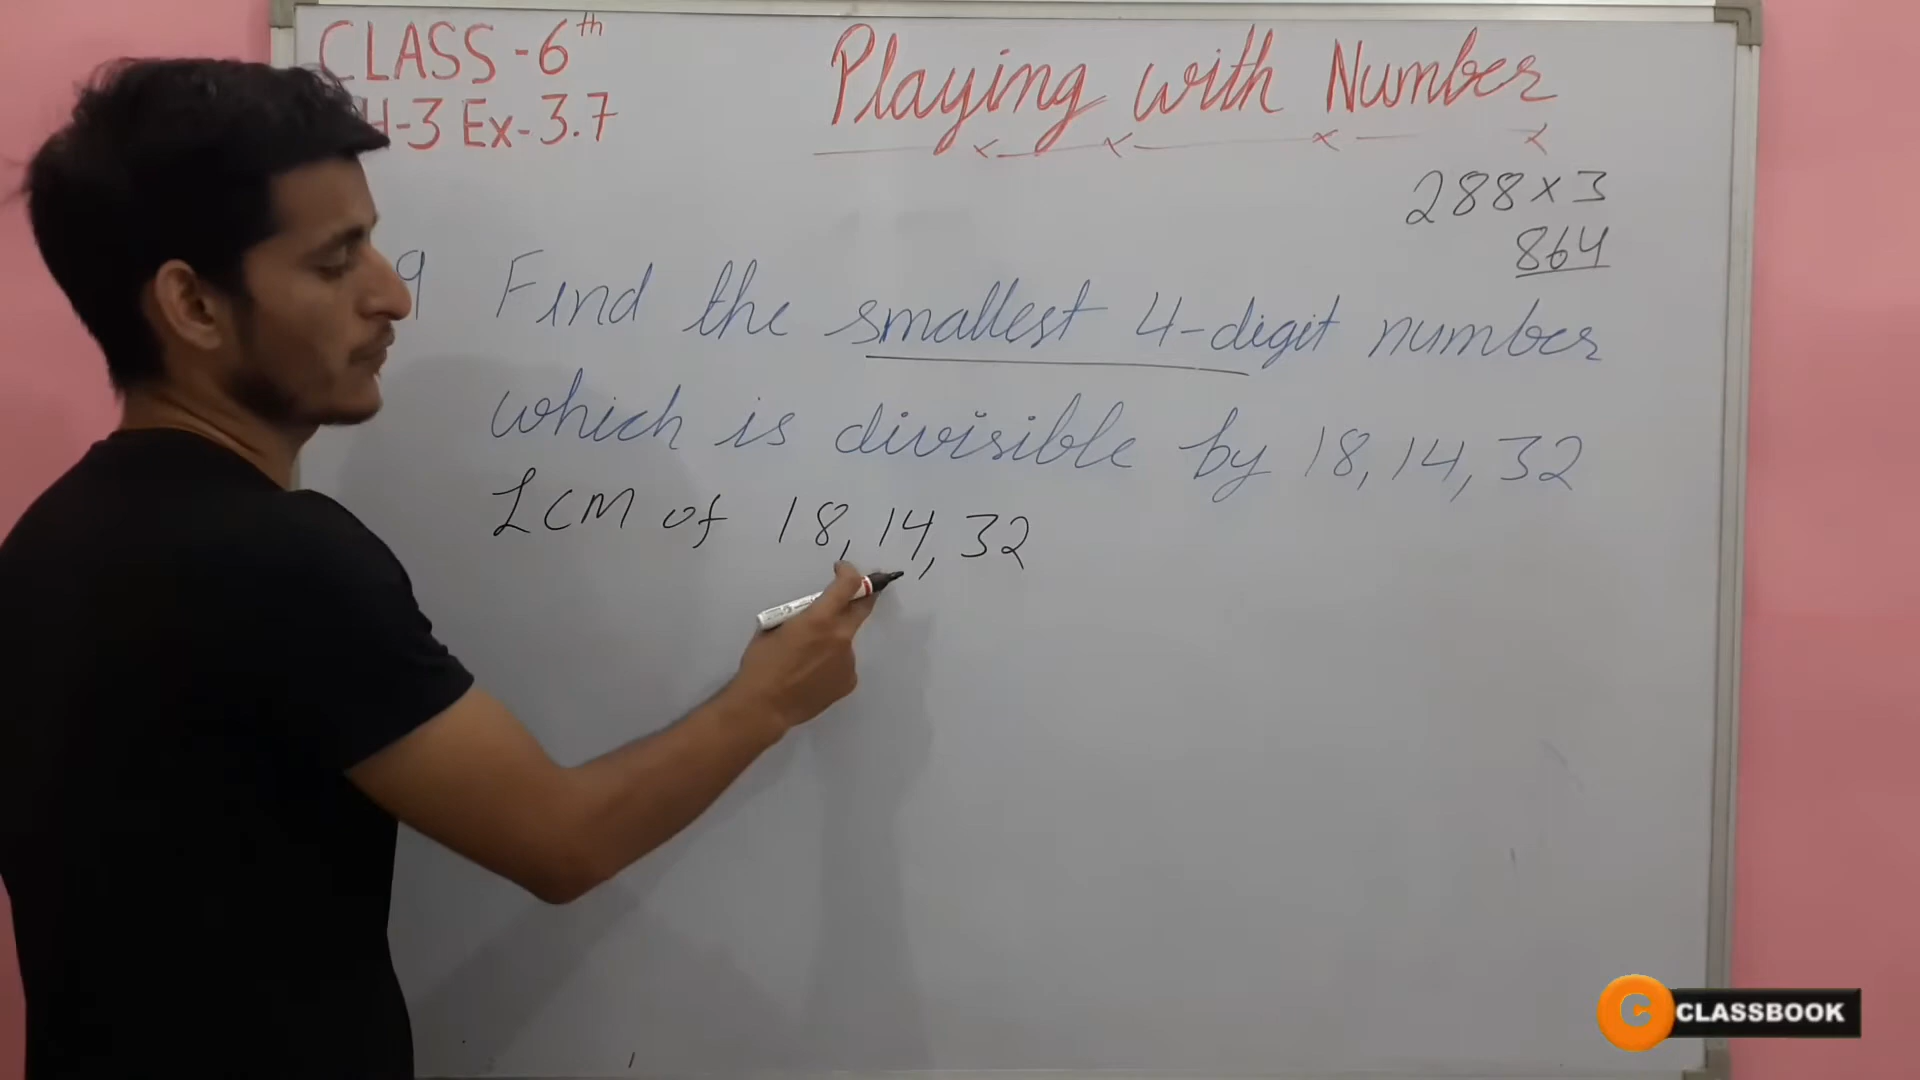 CLASS-6th
H-3 Ex-3.7
Playing with Number
288×3
864
9 Find the smallest 4-digit number
which is divisible by 18, 14, 32
LCM of 18, 14, 32
C CLASSBOOK